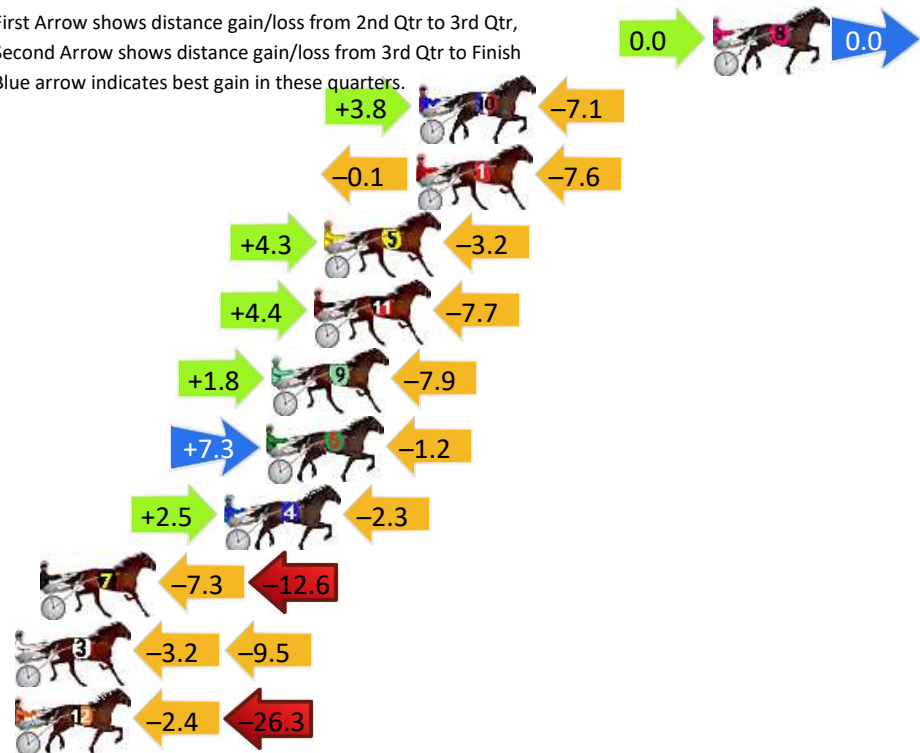 First Arrow shows distance gain/loss from 2nd Qtr to 3rd Qtr,
Second Arrow shows distance gain/loss from 3rd Qtr to Finish
Blue arrow indicates best gain in these quarters.
0.0 8 0.0
+3.8 10 –7.1
–0.1 1 –7.6
+4.3 5 –3.2
+4.4 11 –7.7
+1.8 9 –7.9
+7.3 6 –1.2
+2.5 4 –2.3
7 –7.3 –12.6
3 –3.2 –9.5
12 –2.4 –26.3